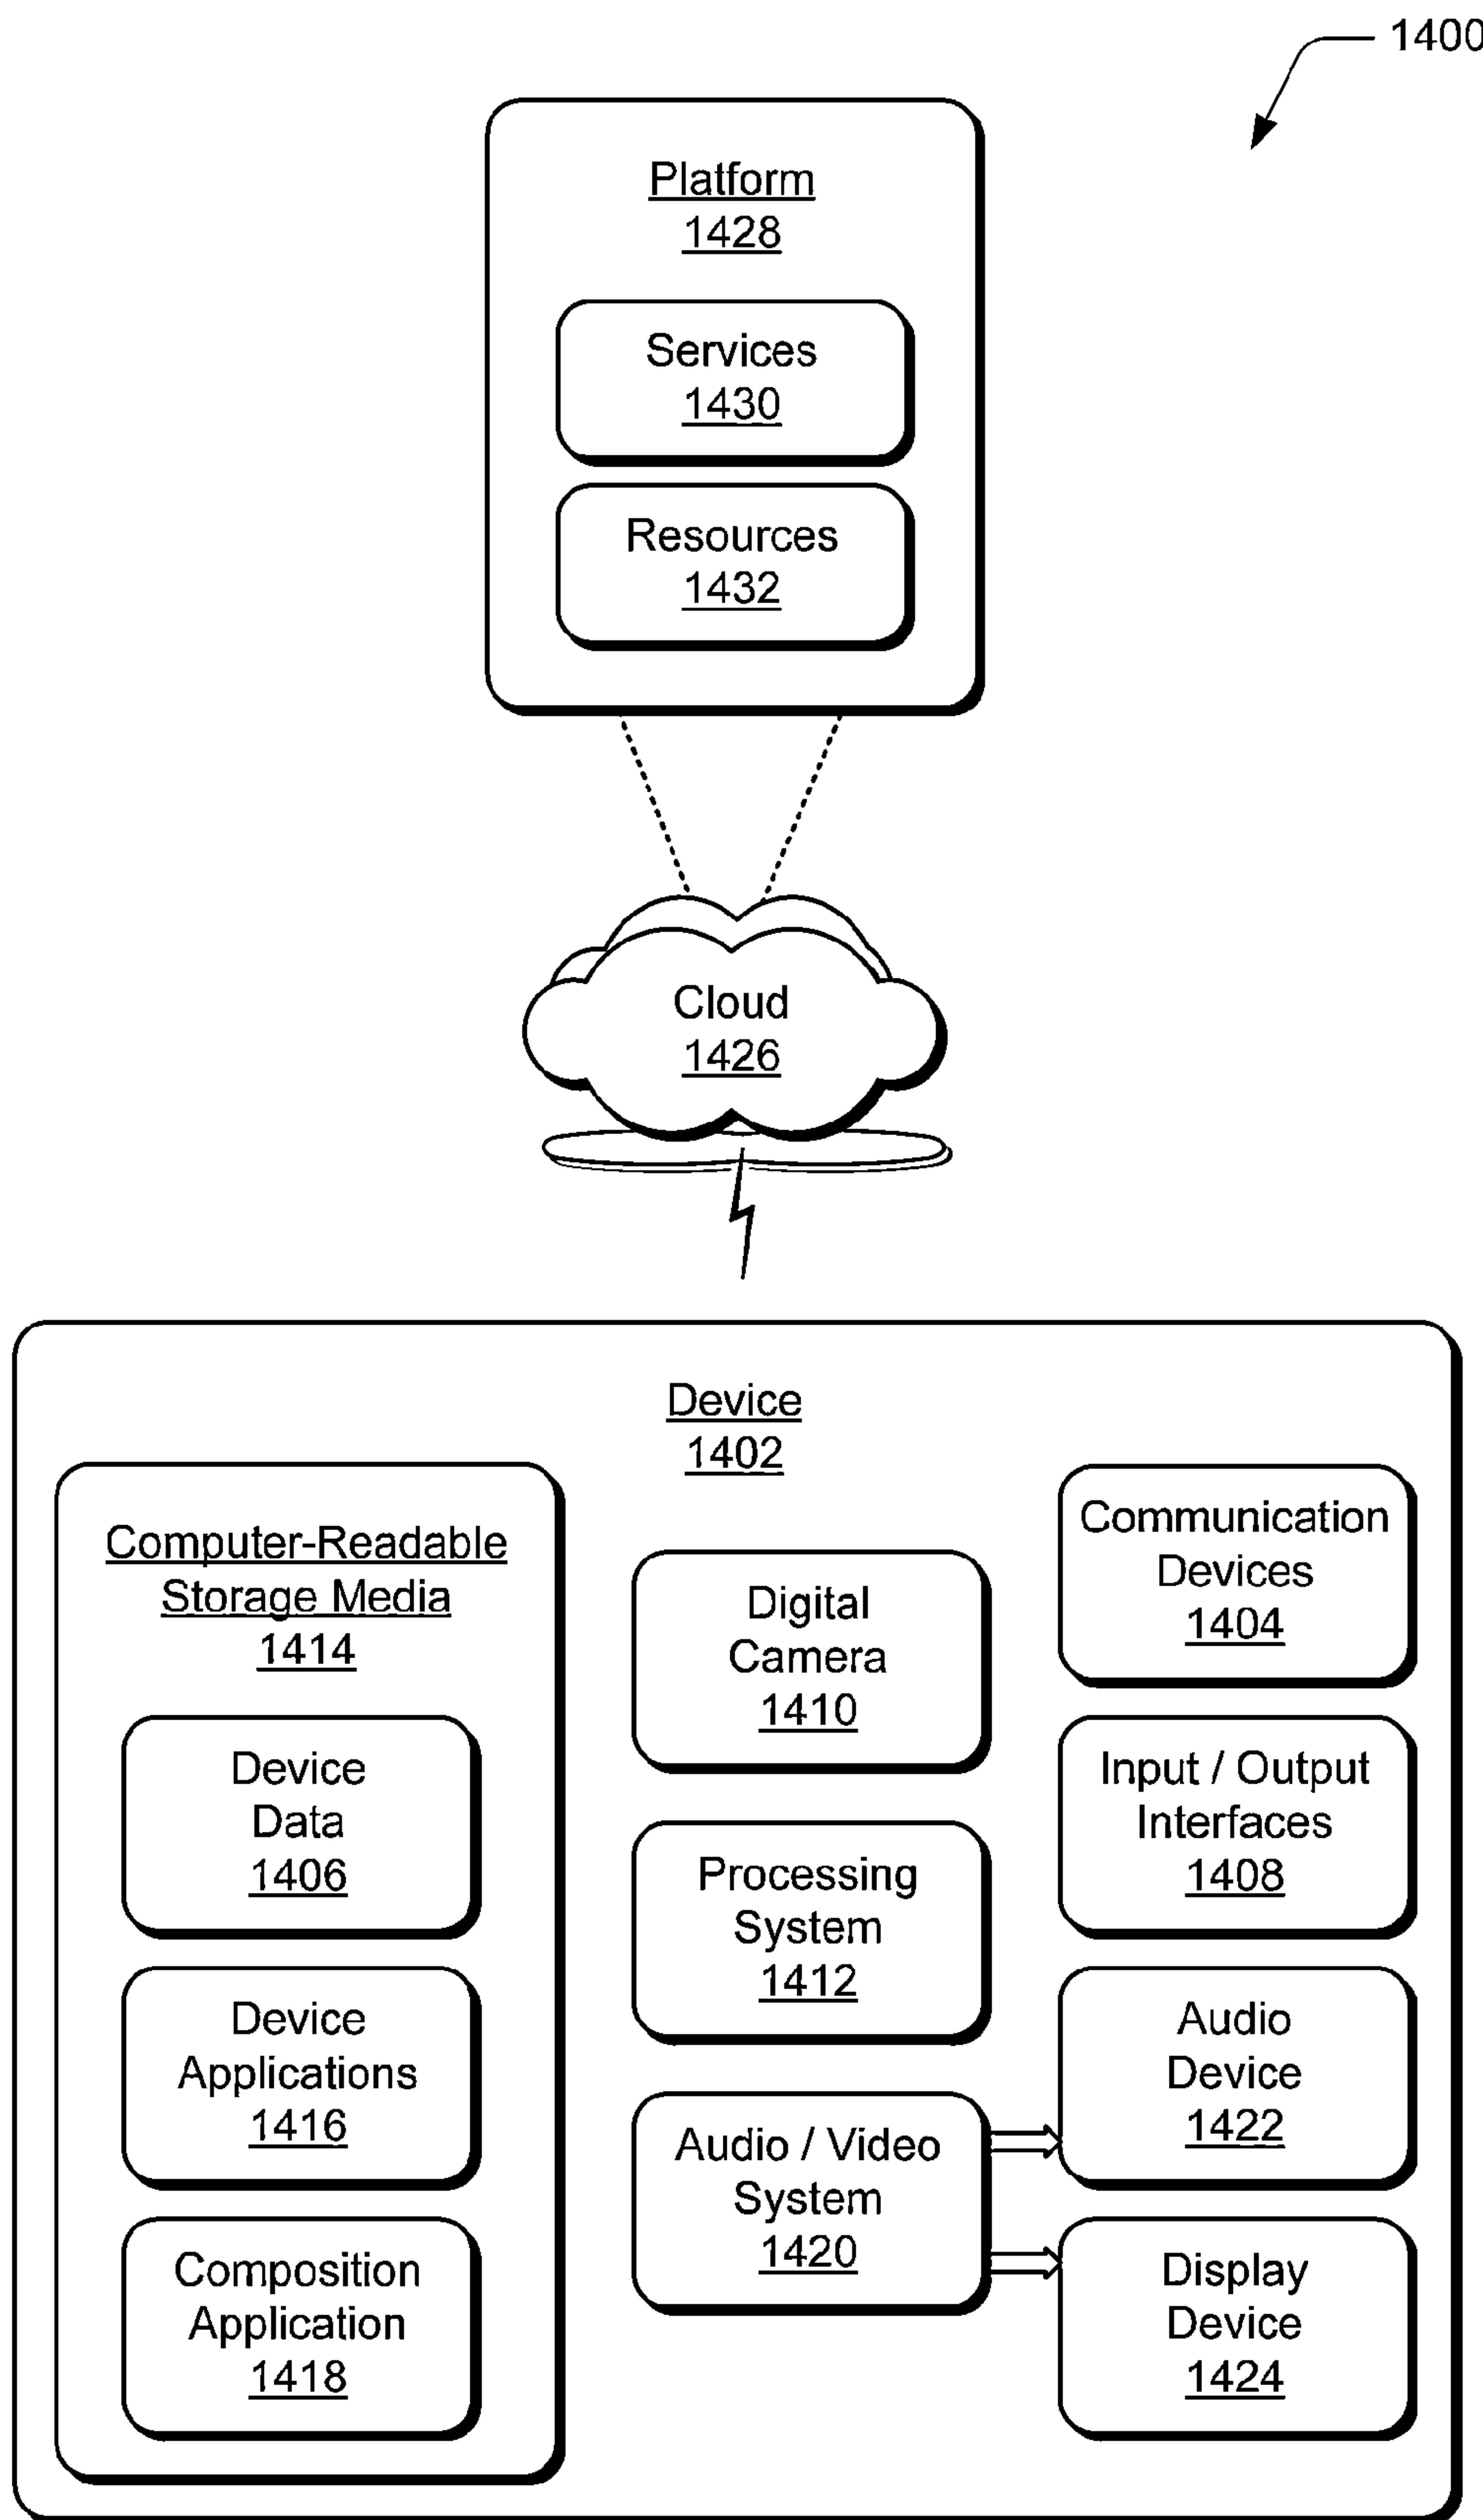 1400
Platform
1428
Services
1430
Resources
1432
Cloud
1426
Device
1402
Computer-Readable
Storage Media
1414
Device
Data
1406
Device
Applications
1416
Composition
Application
1418
Digital
Camera
1410
Processing
System
1412
Audio / Video
System
1420
Communication
Devices
1404
Input / Output
Interfaces
1408
Audio
Device
1422
Display
Device
1424